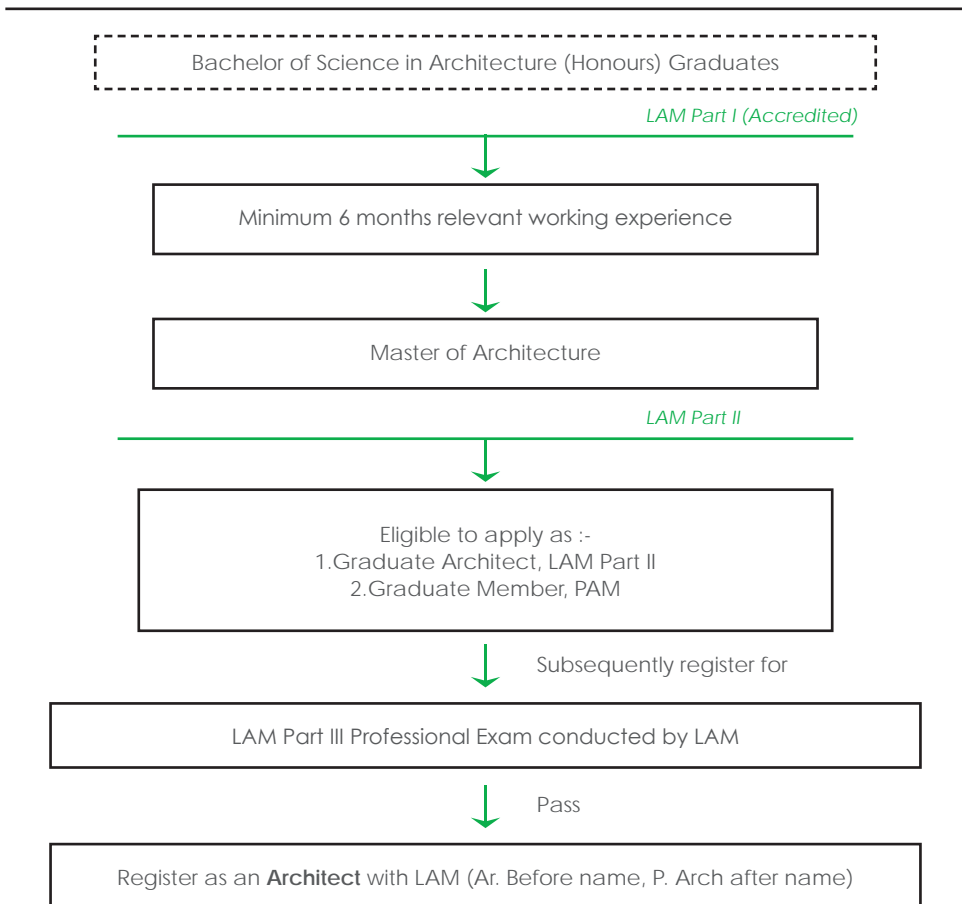 Bachelor of Science in Architecture (Honours) Graduates
LAM Part I (Accredited)
Minimum 6 months relevant working experience
Master of Architecture
LAM Part II
Eligible to apply as :-
1.Graduate Architect, LAM Part II
2.Graduate Member, PAM
Subsequently register for
LAM Part III Professional Exam conducted by LAM
Pass
Register as an Architect with LAM (Ar. Before name, P. Arch after name)